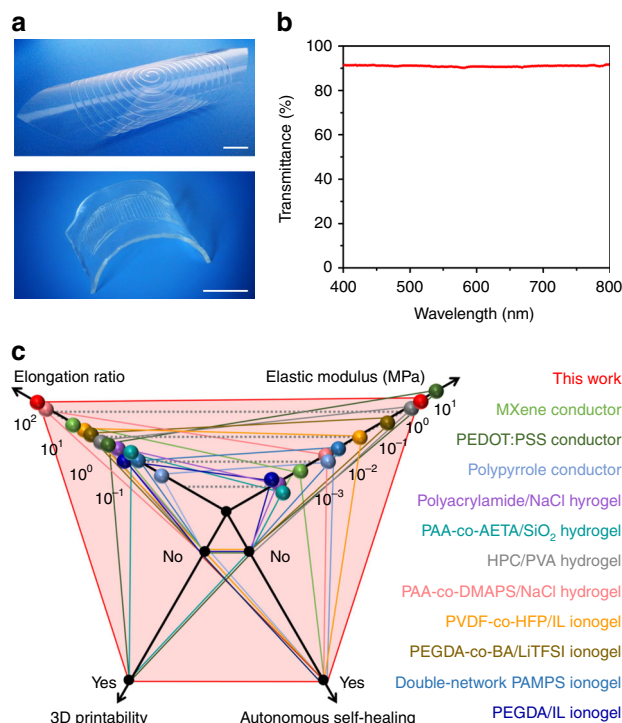 a
b
100
80
60
40
20
0
Transmittance (%)
400
500
600
700
800
Wavelength (nm)
c
Elongation ratio
Elastic modulus (MPa)
10²
10¹
10⁰
10⁻¹
10¹
10⁻¹
10⁻²
10⁻³
No
No
Yes
Yes
3D printability
Autonomous self-healing
This work
MXene conductor
PEDOT:PSS conductor
Polypyrrole conductor
Polyacrylamide/NaCl hyrogel
PAA-co-AETA/SiO₂ hydrogel
HPC/PVA hydrogel
PAA-co-DMAPS/NaCl hydrogel
PVDF-co-HFP/IL ionogel
PEGDA-co-BA/LiTFSI ionogel
Double-network PAMPS ionogel
PEGDA/IL ionogel